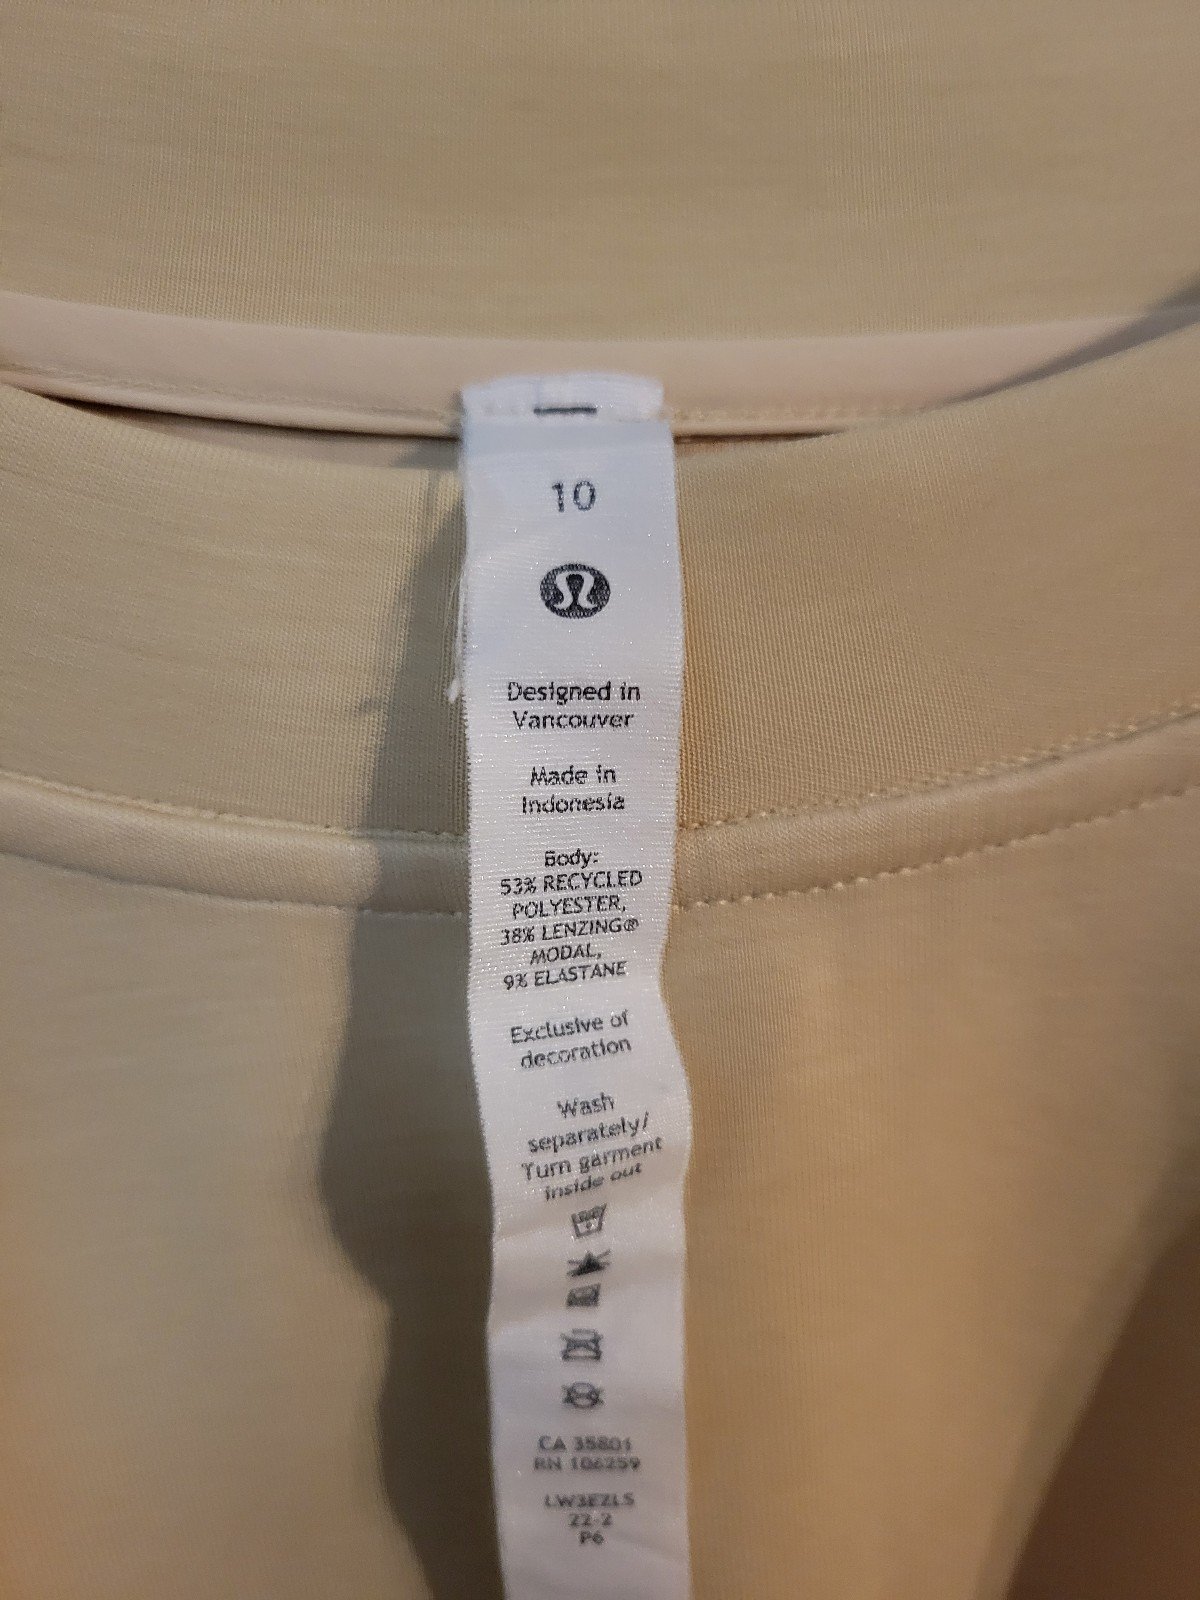 10
Designed in
Vancouver
Made in
Indonesia
Body:
53% RECYCLED
POLYESTER,
38% LENZING®
MODAL,
9% ELASTANE
Exclusive of
decoration
Wash
separately/
Turn garment
inside out
CA 35801
RN 106259
LW3EZLS
22-2
P6